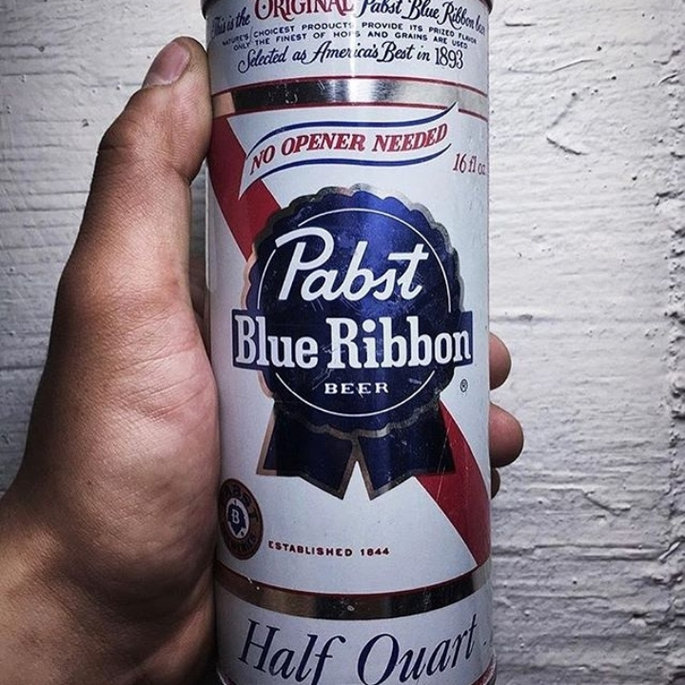 This is the ORIGINAL Pabst Blue Ribbon beer
NATURE'S CHOICEST PRODUCTS PROVIDE ITS PRIZED FLAVOR
ONLY THE FINEST OF HOPS AND GRAINS ARE USED
Selected as America's Best in 1893
NO OPENER NEEDED
16 fl oz
Pabst
Blue Ribbon
BEER
®
PABST
B
ESTABLISHED 1844
Half Quart